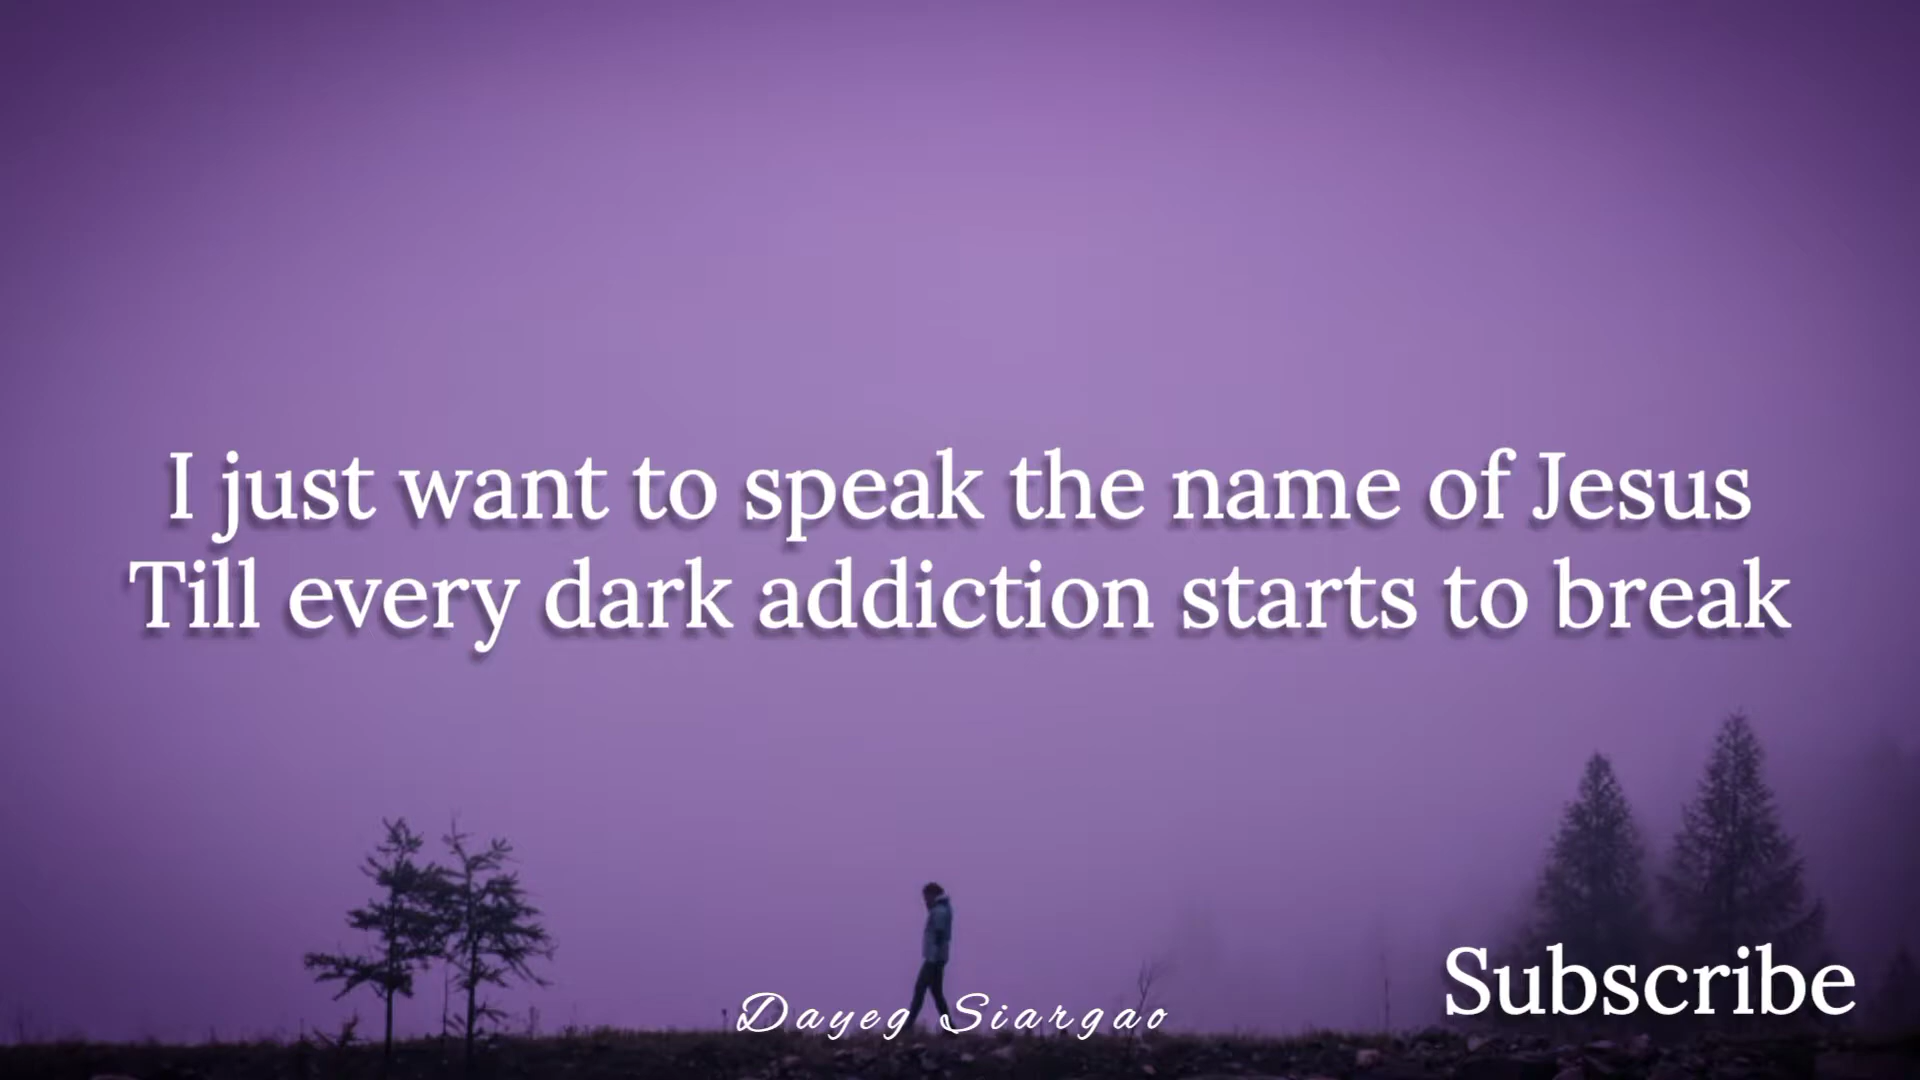 I just want to speak the name of Jesus
Till every dark addiction starts to break
Dayeg Siargao
Subscribe